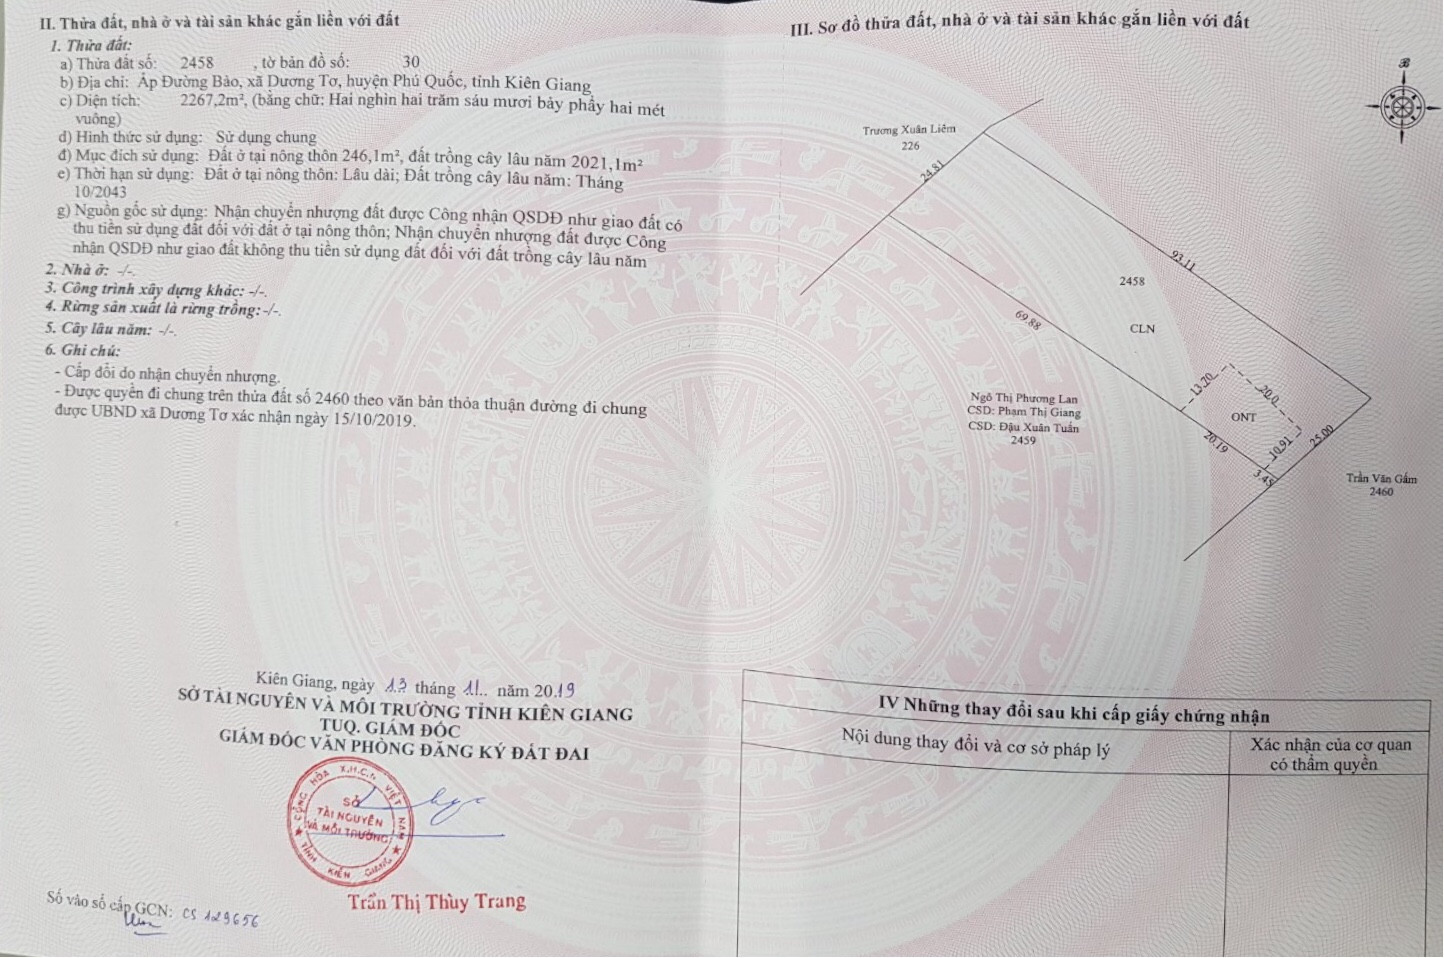 II. Thửa đất, nhà ở và tài sản khác gắn liền với đất
1. Thửa đất:
a) Thửa đất số: 2458 , tờ bản đồ số: 30
b) Địa chỉ: Ấp Đường Bào, xã Dương Tơ, huyện Phú Quốc, tỉnh Kiên Giang
c) Diện tích: 2267,2m², (bằng chữ: Hai nghìn hai trăm sáu mươi bảy phẩy hai mét
vuông)
d) Hình thức sử dụng: Sử dụng chung
đ) Mục đích sử dụng: Đất ở tại nông thôn 246,1m², đất trồng cây lâu năm 2021,1m²
e) Thời hạn sử dụng: Đất ở tại nông thôn: Lâu dài; Đất trồng cây lâu năm: Tháng
10/2043
g) Nguồn gốc sử dụng: Nhận chuyển nhượng đất được Công nhận QSDĐ như giao đất có
thu tiền sử dụng đất đối với đất ở tại nông thôn; Nhận chuyển nhượng đất được Công
nhận QSDĐ như giao đất không thu tiền sử dụng đất đối với đất trồng cây lâu năm
2. Nhà ở: -/-.
3. Công trình xây dựng khác: -/-.
4. Rừng sản xuất là rừng trồng: -/-.
5. Cây lâu năm: -/-.
6. Ghi chú:
- Cấp đổi do nhận chuyển nhượng.
- Được quyền đi chung trên thửa đất số 2460 theo văn bản thỏa thuận đường đi chung
được UBND xã Dương Tơ xác nhận ngày 15/10/2019.
Kiên Giang, ngày 13 tháng 11.. năm 20.19
SỞ TÀI NGUYÊN VÀ MÔI TRƯỜNG TỈNH KIÊN GIANG
TUQ. GIÁM ĐỐC
GIÁM ĐỐC VĂN PHÒNG ĐĂNG KÝ ĐẤT ĐAI
CỘNG HÒA X.H.C.N VIỆT NAM
SỞ
TÀI NGUYÊN
VÀ MÔI TRƯỜNG
★ TỈNH KIÊN GIANG ★
Trần Thị Thùy Trang
Số vào sổ cấp GCN: CS 129656
III. Sơ đồ thửa đất, nhà ở và tài sản khác gắn liền với đất
B
Trương Xuân Liêm
226
24.81
93.11
2458
69.88
CLN
13.70
20.0
Ngô Thị Phương Lan
CSD: Phạm Thị Giang
CSD: Đậu Xuân Tuấn
2459
ONT
20.19
10.91
25.00
3.45
Trần Văn Gấm
2460
IV Những thay đổi sau khi cấp giấy chứng nhận
Nội dung thay đổi và cơ sở pháp lý
Xác nhận của cơ quan
có thẩm quyền